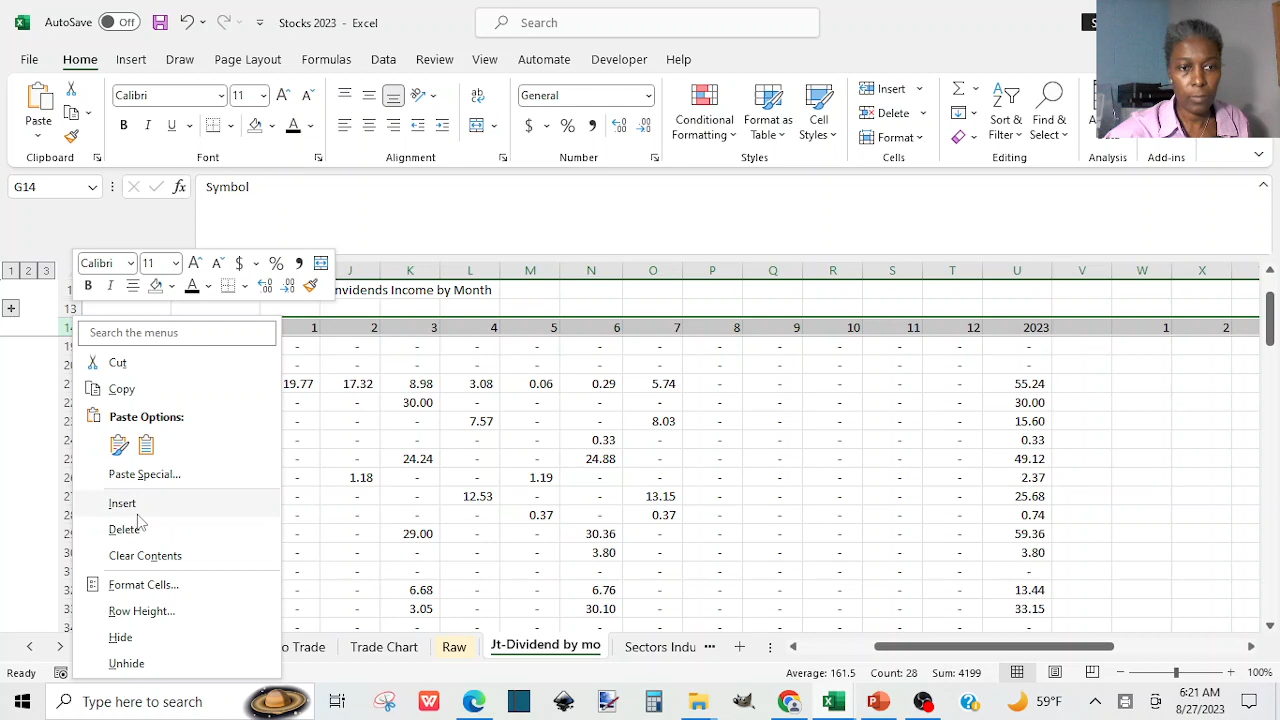 AutoSave Off Stocks 2023 - Excel Search
File Home Insert Draw Page Layout Formulas Data Review View Automate Developer Help
Paste Calibri 11 General Conditional Formatting Format as Table Cell Styles Insert Delete Format Sort & Filter Find & Select
Clipboard Font Alignment Number Styles Cells Editing Analysis Add-ins
G14 Symbol
Calibri 11
B I
1 2 3 J K L M N O P Q R S T U V W X
Dividends Income by Month
13
14 1 2 3 4 5 6 7 8 9 10 11 12 2023 1 2
19 - - - - - - - - - - - - -
- - - - - - - - - - - - -
19.77 17.32 8.98 3.08 0.06 0.29 5.74 - - - - - 55.24
- - 30.00 - - - - - - - - - 30.00
- - - 7.57 - - 8.03 - - - - - 15.60
- - - - - 0.33 - - - - - - 0.33
- - 24.24 - - 24.88 - - - - - - 49.12
- 1.18 - - 1.19 - - - - - - - 2.37
- - - 12.53 - - 13.15 - - - - - 25.68
- - - - 0.37 - 0.37 - - - - - 0.74
- - 29.00 - - 30.36 - - - - - - 59.36
- - - - - 3.80 - - - - - - 3.80
- - - - - - - - - - - - -
- - 6.68 - - 6.76 - - - - - - 13.44
- - 3.05 - - 30.10 - - - - - - 33.15
- - - - - - - - - - - - -
Search the menus
Cut
Copy
Paste Options:
Paste Special...
Insert
Delete
Clear Contents
Format Cells...
Row Height...
Hide
Unhide
o Trade Trade Chart Raw Jt-Dividend by mo Sectors Indu ...
Ready Average: 161.5 Count: 28 Sum: 4199 100%
Type here to search 59°F 6:21 AM
8/27/2023